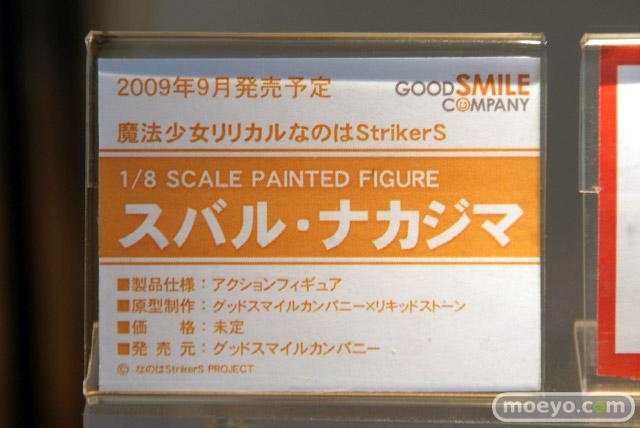 2009年9月発売予定
GOOD SMILE
COMPANY
魔法少女リリカルなのはStrikerS
1/8 SCALE PAINTED FIGURE
スバル・ナカジマ
■製品仕様：アクションフィギュア
■原型制作：グッドスマイルカンパニー×リキッドストーン
■価　　格：未定
■発 売 元：グッドスマイルカンパニー
© なのはStrikerS PROJECT
moeyo.com